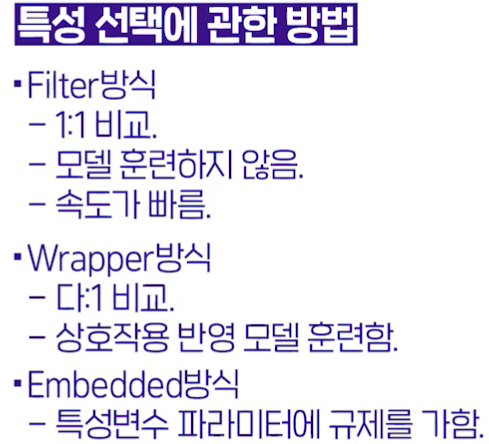 특성 선택에 관한 방법
▪Filter방식
– 1:1 비교.
– 모델 훈련하지 않음.
– 속도가 빠름.
▪Wrapper방식
– 다:1 비교.
– 상호작용 반영 모델 훈련함.
▪Embedded방식
– 특성변수 파라미터에 규제를 가함.